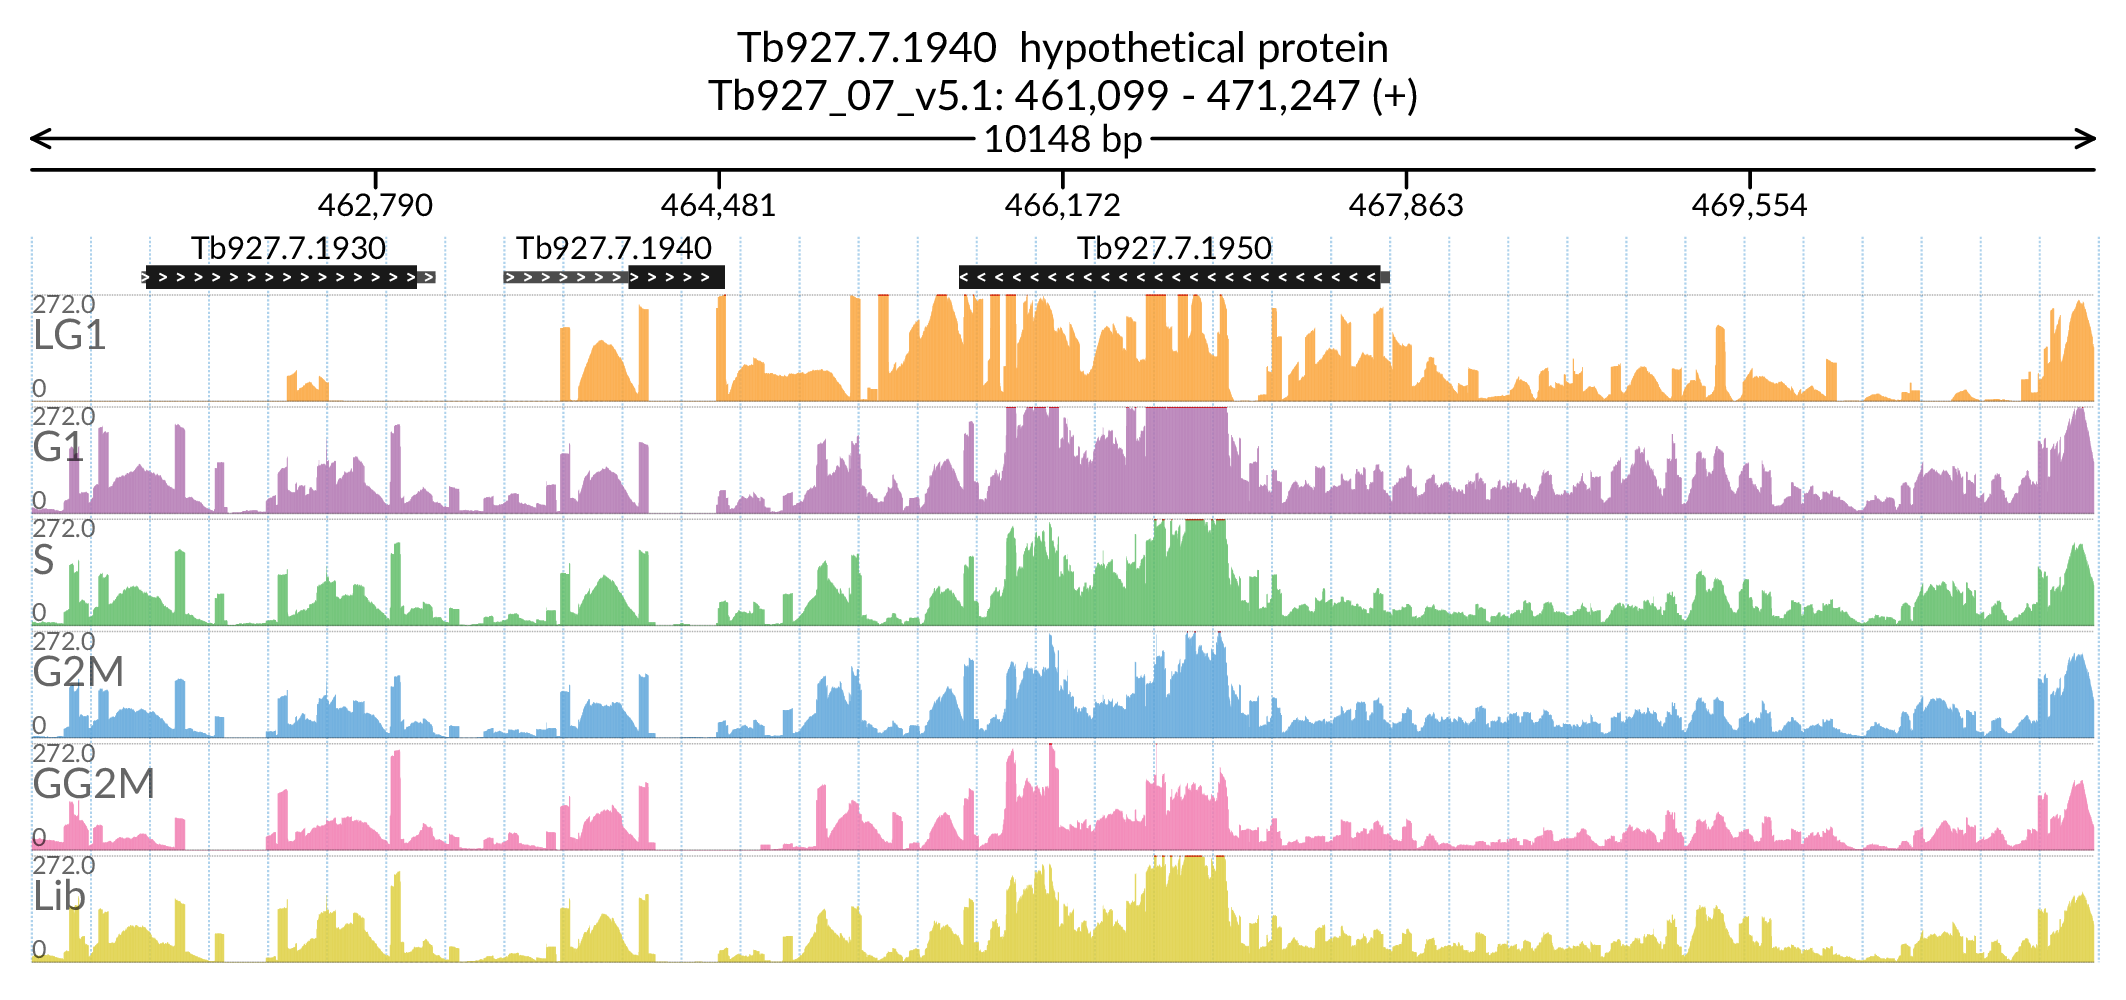 Tb927.7.1940 hypothetical protein
Tb927_07_v5.1: 461,099 - 471,247 (+)
10148 bp
462,790 464,481 466,172 467,863 469,554
Tb927.7.1930 Tb927.7.1940 Tb927.7.1950
272.0
LG1
0
272.0
G1
0
272.0
S
0
272.0
G2M
0
272.0
GG2M
0
272.0
Lib
0